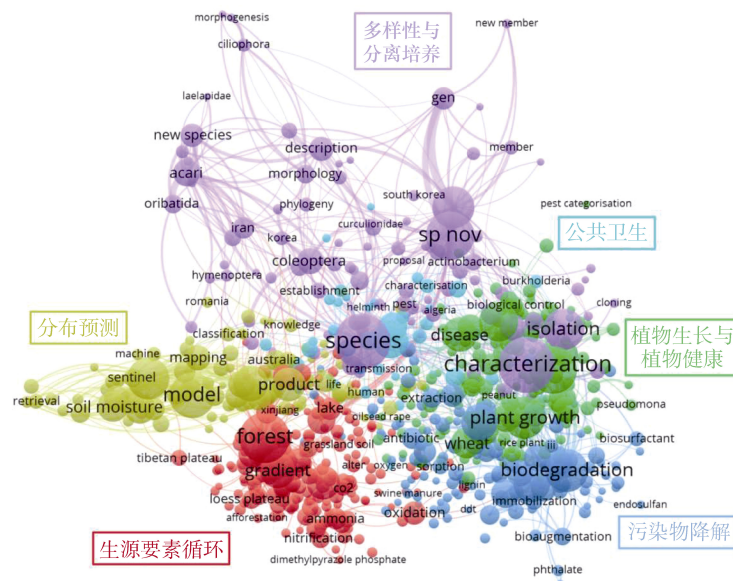 morphogenesis
多样性与
分离培养
new member
ciliophora
laelapidae
gen
new species
description
member
acari
morphology
south korea
oribatida
phylogeny
pest categorisation
iran
curculionidae
sp nov
公共卫生
korea
coleoptera
proposal
actinobacterium
hymenoptera
establishment
characterisation
burkholderia
romania
helminth
pest
algeria
biological control
cloning
分布预测
classification
knowledge
species
disease
isolation
植物生长与
植物健康
machine
mapping
australia
transmission
characterization
sentinel
model
product
life
human
extraction
peanut
retrieval
soil moisture
xinjiang
lake
oilseed rape
plant growth
pseudomona
forest
grassland soil
antibiotic
wheat
rice plant
iii
biosurfactant
tibetan plateau
gradient
alter
oxygen
sorption
biodegradation
loess plateau
co2
swine manure
lignin
immobilization
endosulfan
afforestation
ammonia
oxidation
ddt
污染物降解
生源要素循环
nitrification
bioaugmentation
dimethylpyrazole phosphate
phthalate